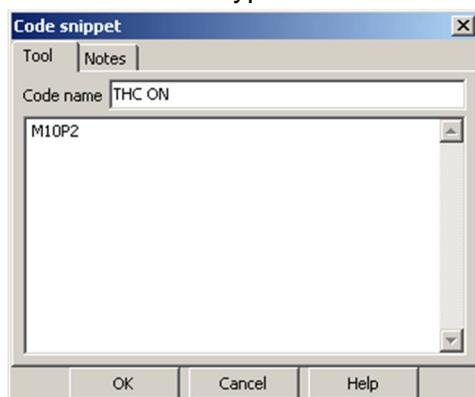 Code snippet
Tool Notes
Code name THC ON
M10P2
OK Cancel Help